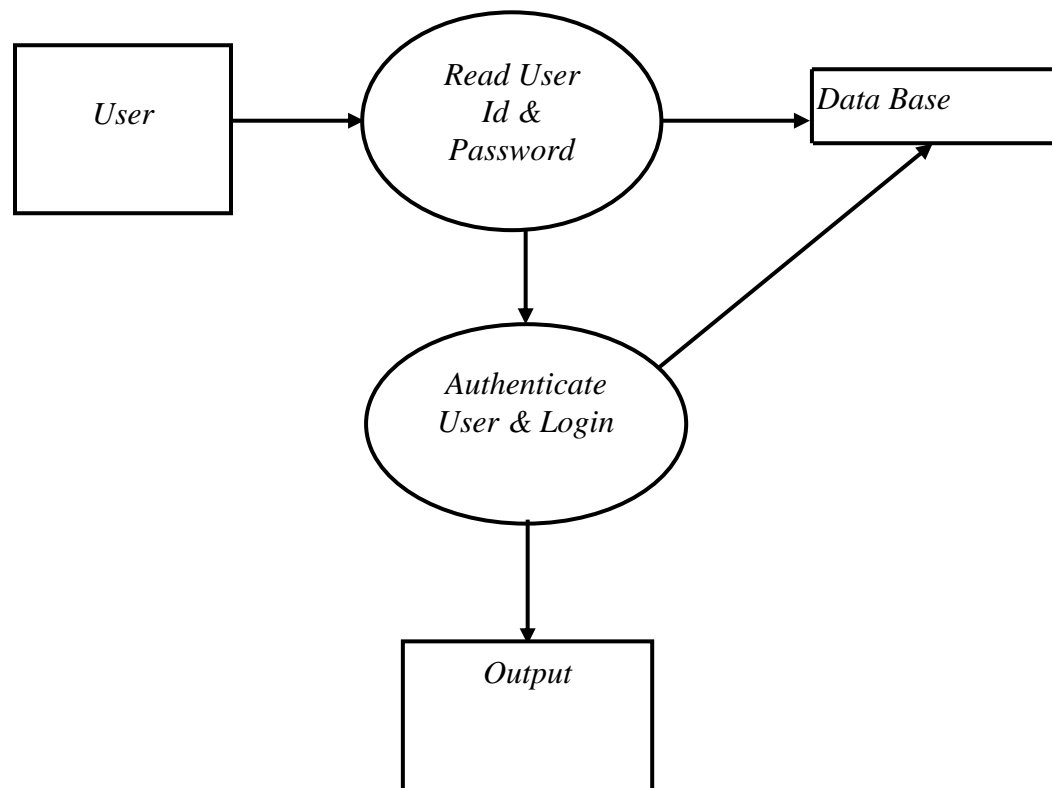 User
Read User
Id &
Password
Data Base
Authenticate
User & Login
Output